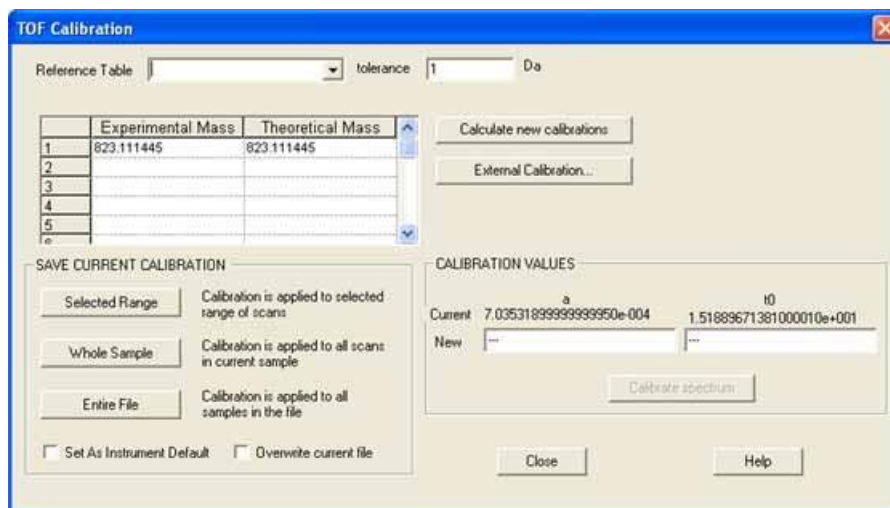 TOF Calibration
Reference Table tolerance 1 Da
Experimental Mass Theoretical Mass
1 823.111445 823.111445
2
3
4
5
Calculate new calibrations
External Calibration...
SAVE CURRENT CALIBRATION
Selected Range Calibration is applied to selected
range of scans
Whole Sample Calibration is applied to all scans
in current sample
Entire File Calibration is applied to all
samples in the file
Set As Instrument Default Overwrite current file
CALIBRATION VALUES
a t0
Current 7.03531899999999950e-004 1.51889671381000010e+001
New --- ---
Calibrate spectrum
Close Help